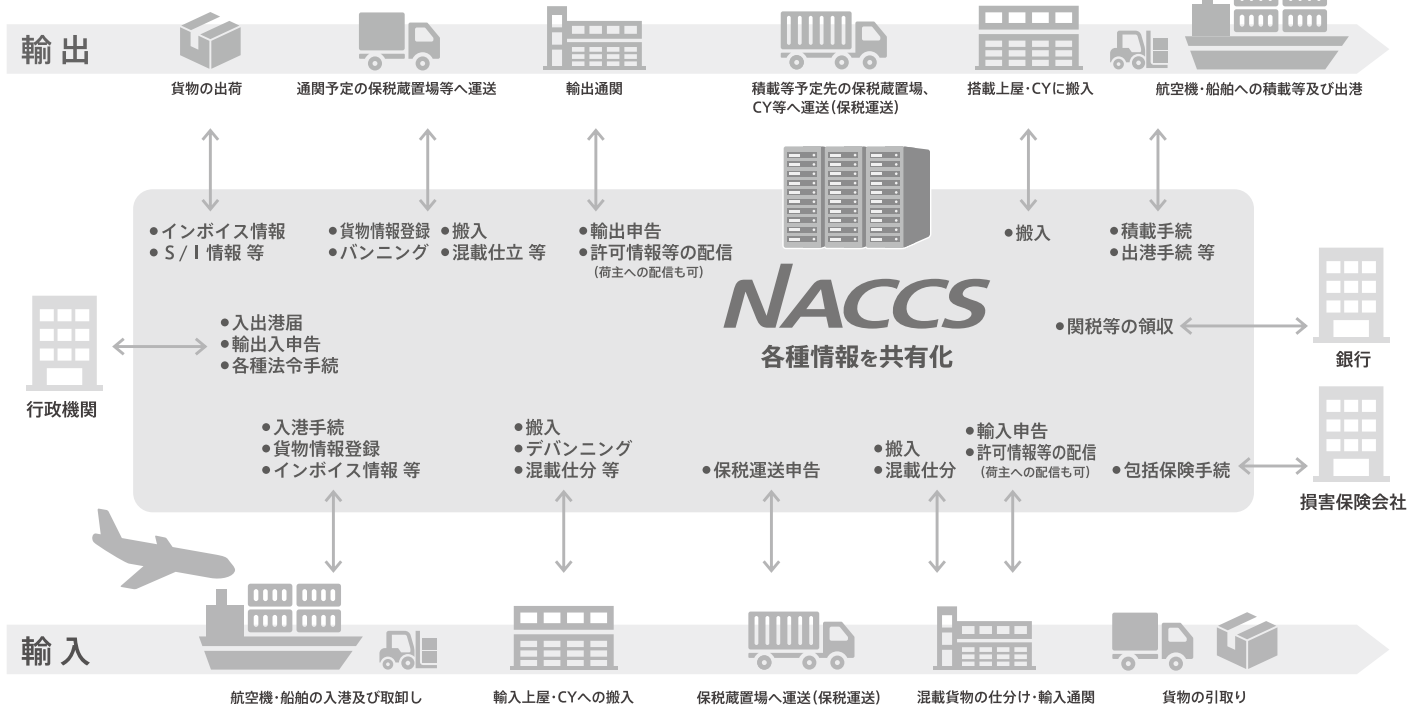 輸出
貨物の出荷
通関予定の保税蔵置場等へ運送
輸出通関
積載等予定先の保税蔵置場、
CY等へ運送(保税運送)
搭載上屋･CYに搬入
航空機･船舶への積載等及び出港
●インボイス情報
●S/I情報 等
●貨物情報登録 ●搬入
●バンニング ●混載仕立 等
●輸出申告
●許可情報等の配信
(荷主への配信も可)
●搬入
●積載手続
●出港手続 等
NACCS
各種情報を共有化
●入出港届
●輸出入申告
●各種法令手続
行政機関
●関税等の領収
銀行
●入港手続
●貨物情報登録
●インボイス情報 等
●搬入
●デバンニング
●混載仕分 等
●保税運送申告
●搬入
●混載仕分
●輸入申告
●許可情報等の配信
(荷主への配信も可)
●包括保険手続
損害保険会社
輸入
航空機･船舶の入港及び取卸し
輸入上屋･CYへの搬入
保税蔵置場へ運送(保税運送)
混載貨物の仕分け･輸入通関
貨物の引取り